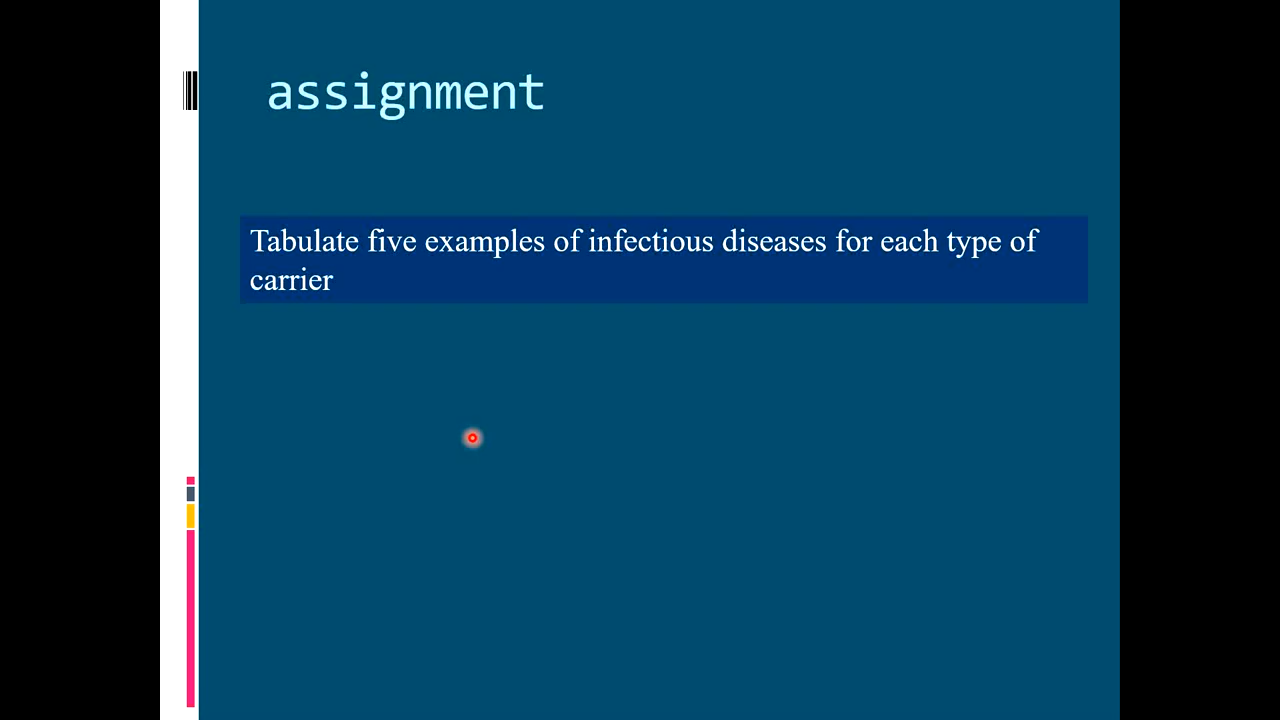 assignment
Tabulate five examples of infectious diseases for each type of
carrier